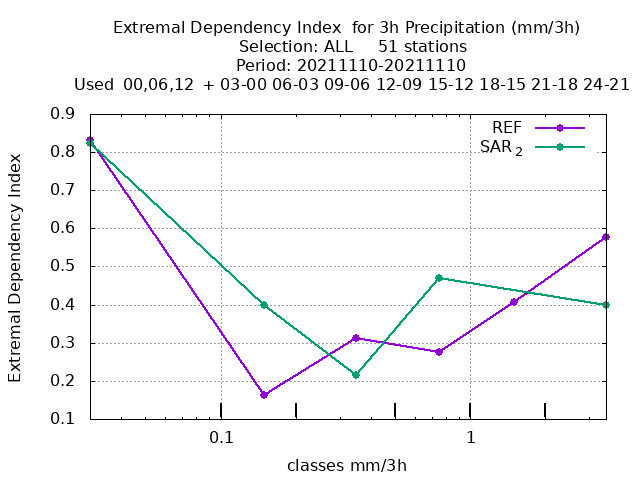 Extremal Dependency Index  for 3h Precipitation (mm/3h)
Selection: ALL     51 stations
Period: 20211110-20211110
Used  00,06,12  + 03-00 06-03 09-06 12-09 15-12 18-15 21-18 24-21
REF
SAR 2
0.9
0.8
0.7
0.6
0.5
0.4
0.3
0.2
0.1
Extremal Dependency Index
0.1
1
classes mm/3h